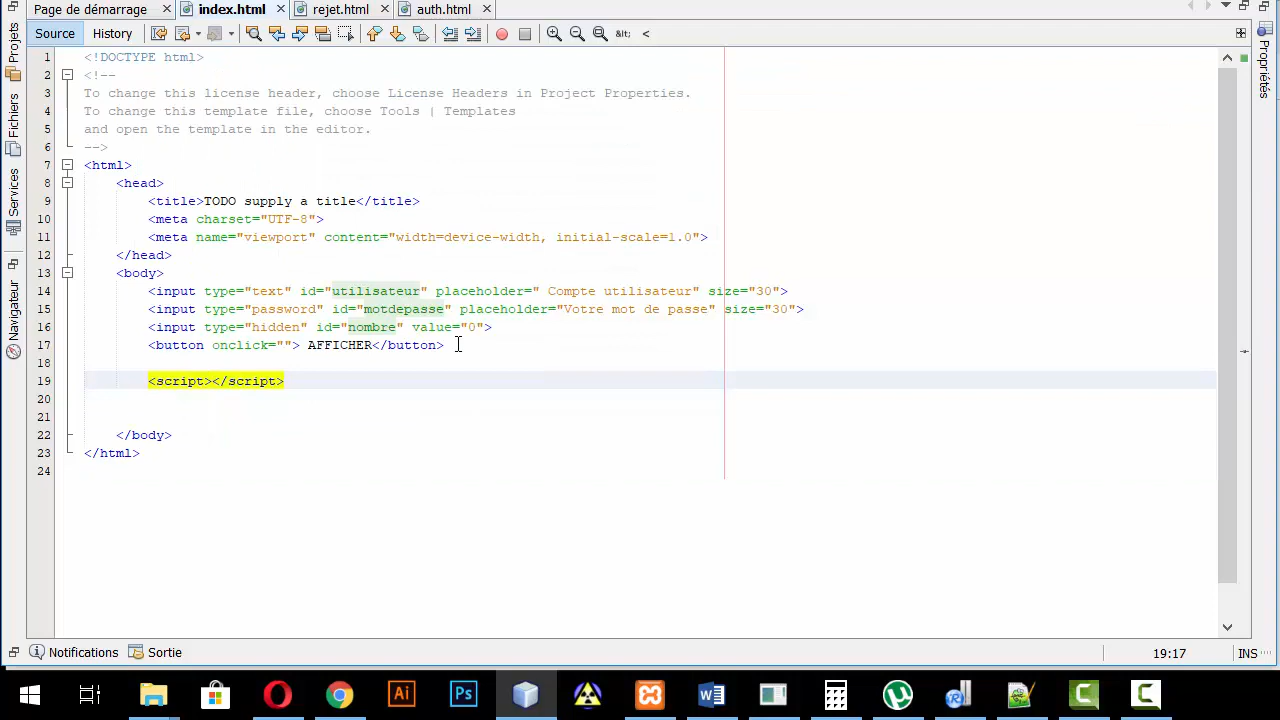 Page de démarrage × index.html × rejet.html × auth.html ×
Source History
Projets
Fichiers
Services
Navigateur
Propriétés
1 <!DOCTYPE html>
2 <!--
3 To change this license header, choose License Headers in Project Properties.
4 To change this template file, choose Tools | Templates
5 and open the template in the editor.
6 -->
7 <html>
8 <head>
9 <title>TODO supply a title</title>
10 <meta charset="UTF-8">
11 <meta name="viewport" content="width=device-width, initial-scale=1.0">
12 </head>
13 <body>
14 <input type="text" id="utilisateur" placeholder=" Compte utilisateur" size="30">
15 <input type="password" id="motdepasse" placeholder="Votre mot de passe" size="30">
16 <input type="hidden" id="nombre" value="0">
17 <button onclick=""> AFFICHER</button>
18
19 <script></script>
20
21
22 </body>
23 </html>
24
Notifications Sortie 19:17 INS
Ai Ps